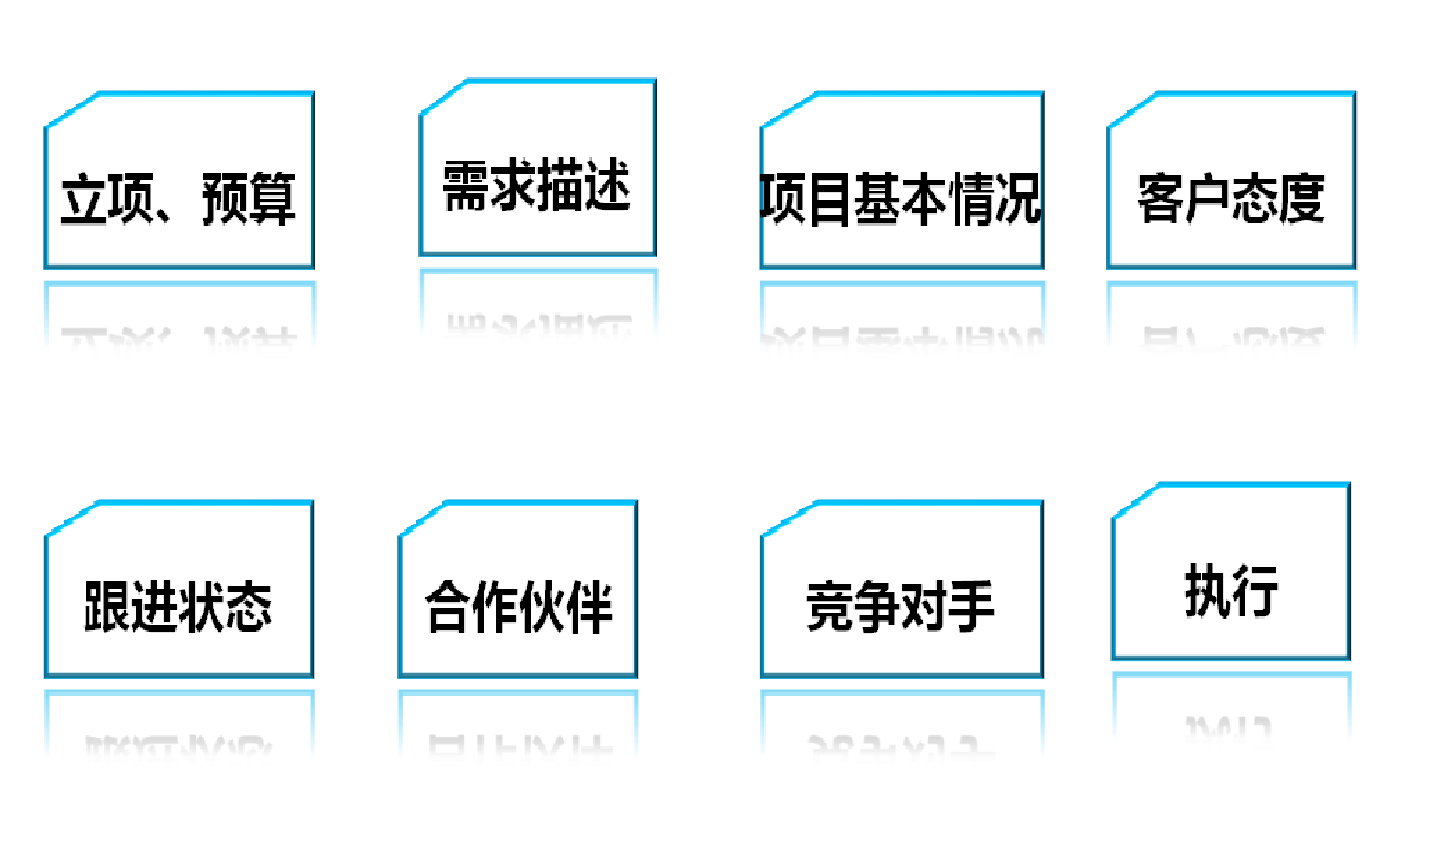 立项、预算
需求描述
项目基本情况
客户态度
跟进状态
合作伙伴
竞争对手
执行